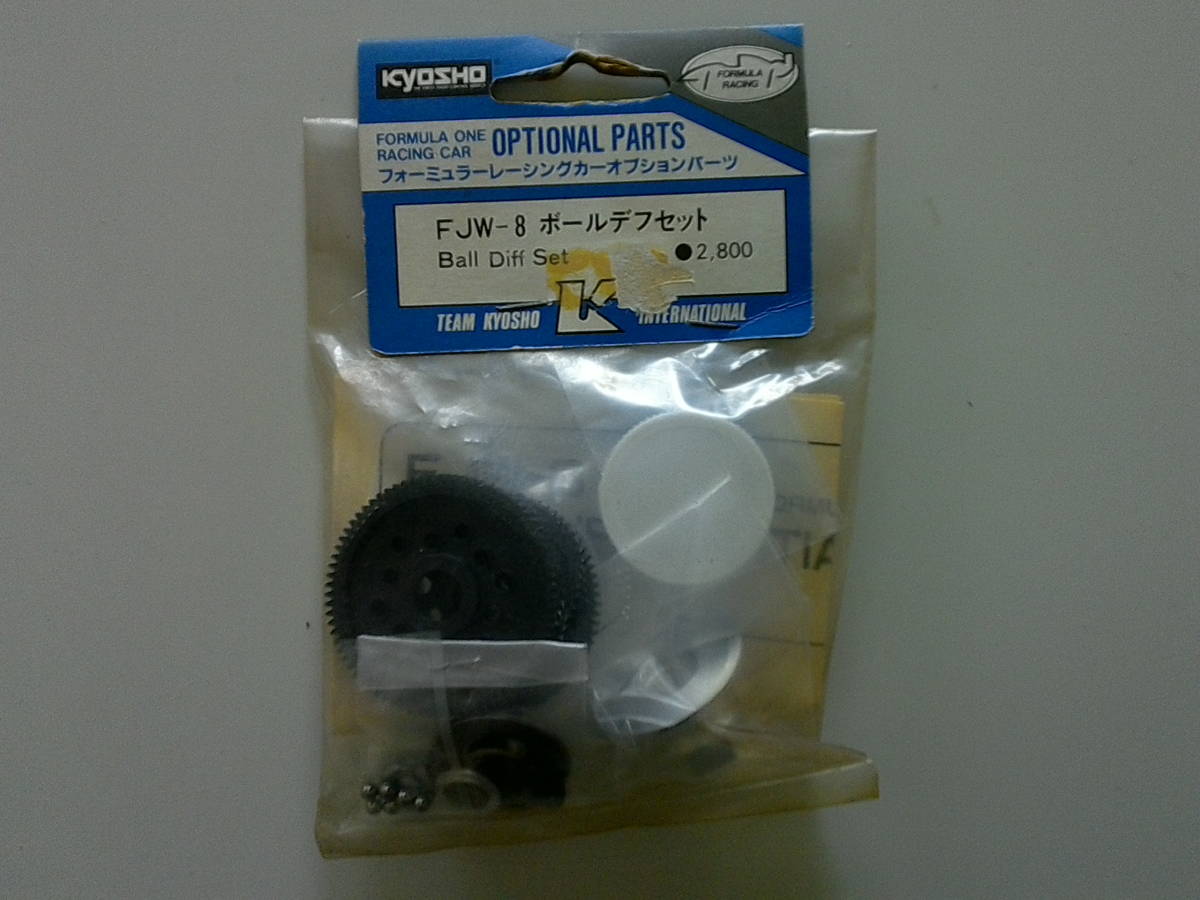 KYOSHO
FORMULA
RACING
FORMULA ONE
RACING CAR
OPTIONAL PARTS
フォーミュラーレーシングカーオプションパーツ
FJW-8 ボールデフセット
Ball Diff Set
●2,800
TEAM KYOSHO K INTERNATIONAL